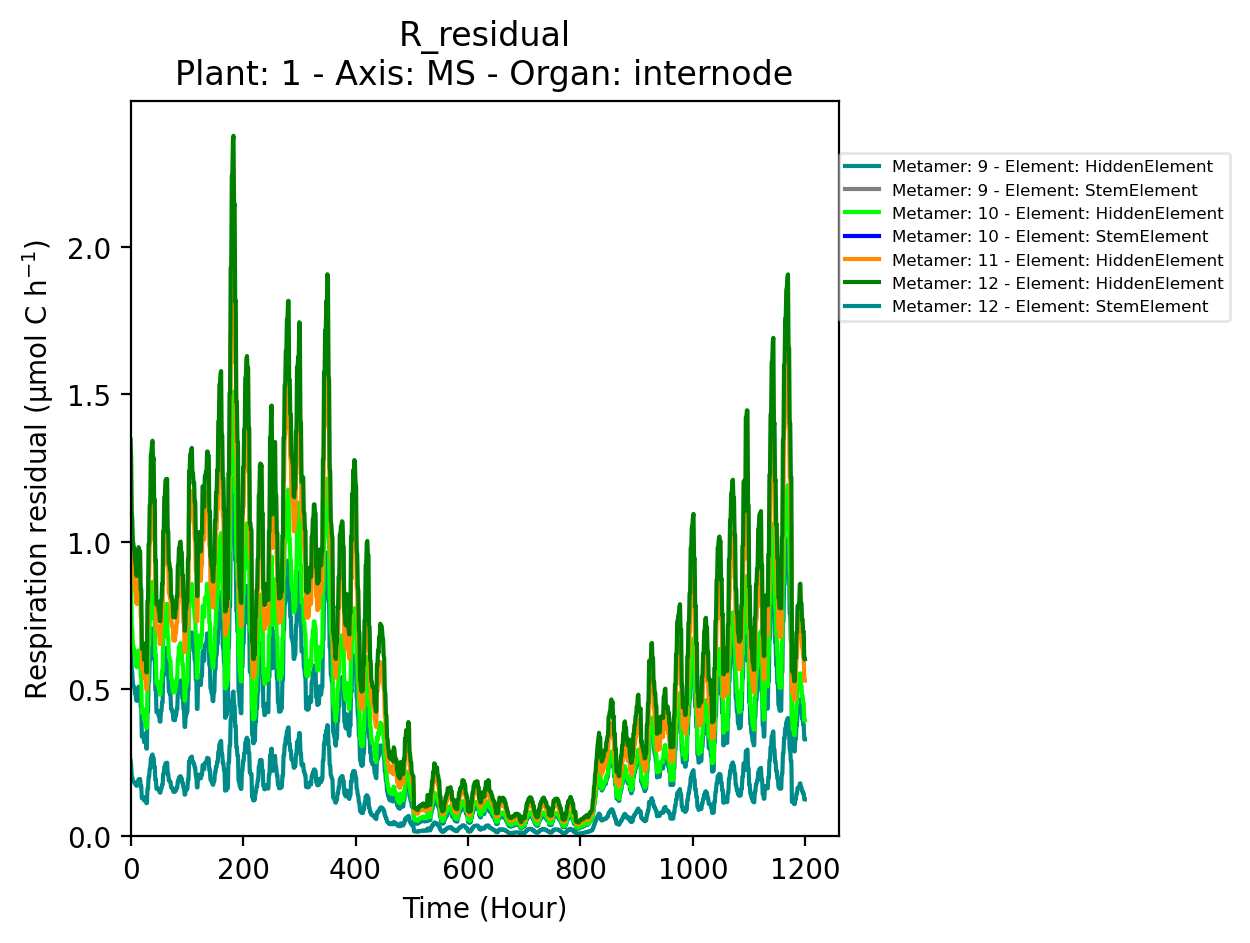 R_residual
Plant: 1 - Axis: MS - Organ: internode
Respiration residual (µmol C h⁻¹)
2.0
1.5
1.0
0.5
0.0
0 200 400 600 800 1000 1200
Time (Hour)
Metamer: 9 - Element: HiddenElement
Metamer: 9 - Element: StemElement
Metamer: 10 - Element: HiddenElement
Metamer: 10 - Element: StemElement
Metamer: 11 - Element: HiddenElement
Metamer: 12 - Element: HiddenElement
Metamer: 12 - Element: StemElement